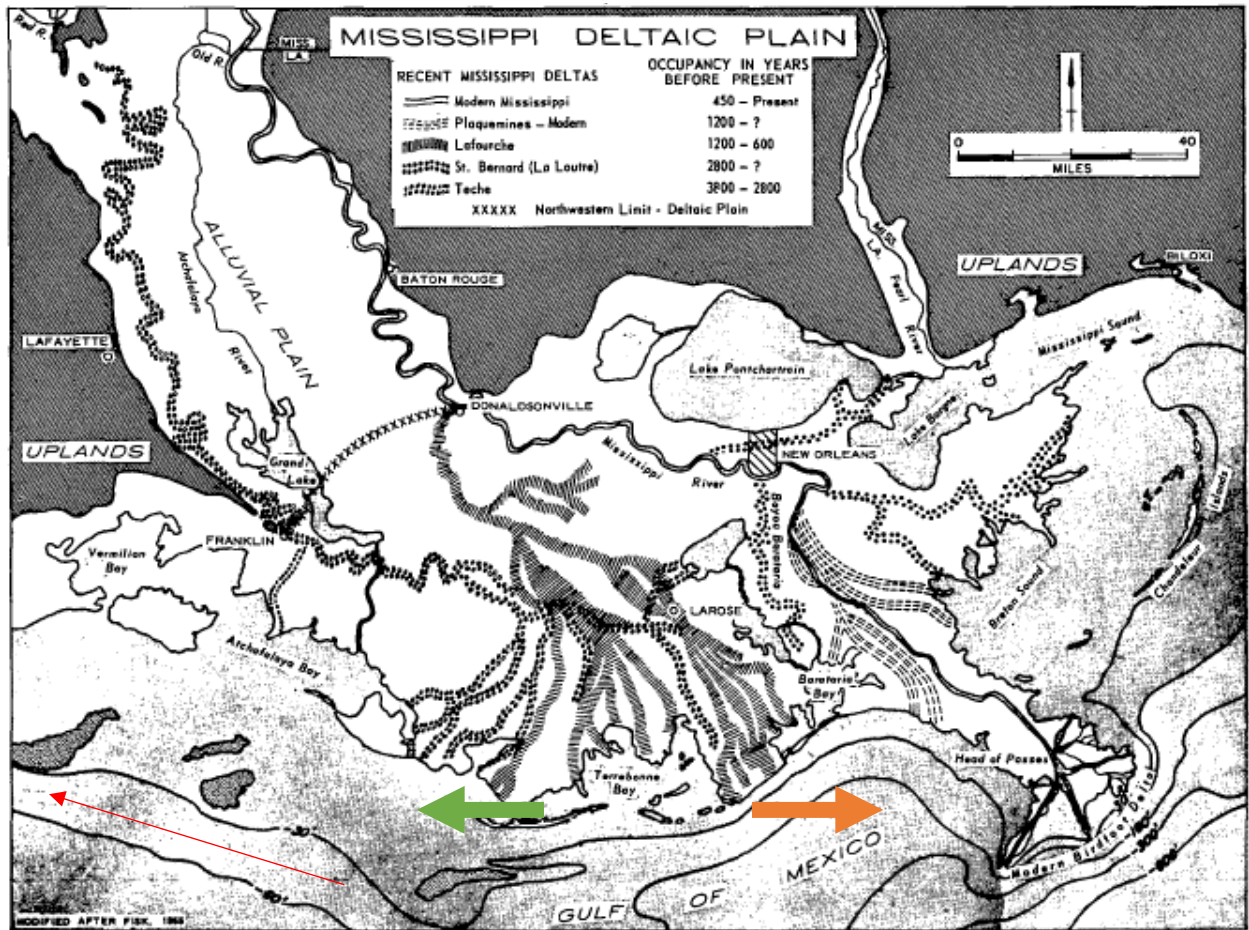 Red R.
Old R.
MISS.
LA.
MISSISSIPPI DELTAIC PLAIN
RECENT MISSISSIPPI DELTAS
OCCUPANCY IN YEARS
BEFORE PRESENT
Modern Mississippi 450 – Present
Plaquemines – Modern 1200 – ?
Lafourche 1200 – 600
St. Bernard (La Loutre) 2800 – ?
Teche 3800 – 2800
XXXXX Northwestern Limit - Deltaic Plain
0 40
MILES
ALLUVIAL PLAIN
Atchafalaya
River
BATON ROUGE
MISS.
LA.
Pearl
River
UPLANDS
BILOXI
LAFAYETTE
Mississippi Sound
Lake Pontchartrain
Lake Borgne
DONALDSONVILLE
UPLANDS
Grand
Lake
Mississippi
River
NEW ORLEANS
Islands
Chandeleur
FRANKLIN
Vermilion
Bay
Bayou Barataria
Breton Sound
LAROSE
Atchafalaya Bay
Barataria
Bay
Terrebonne
Bay
Head of Passes
Modern Birdfoot Delta
-30'
-60'
-180'
-300'
-600'
GULF OF MEXICO
MODIFIED AFTER FISK,